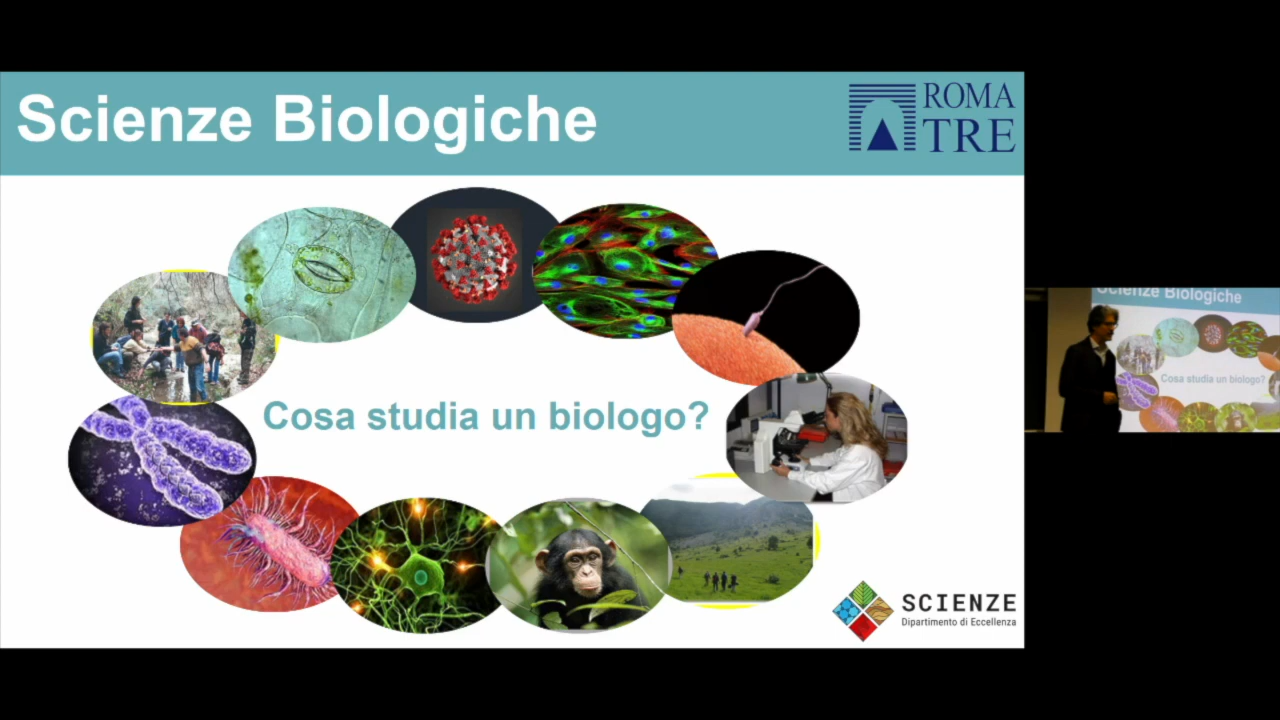 Scienze Biologiche
ROMA
TRE
Cosa studia un biologo?
SCIENZE
Dipartimento di Eccellenza
Scienze Biologiche
Cosa studia un biologo?